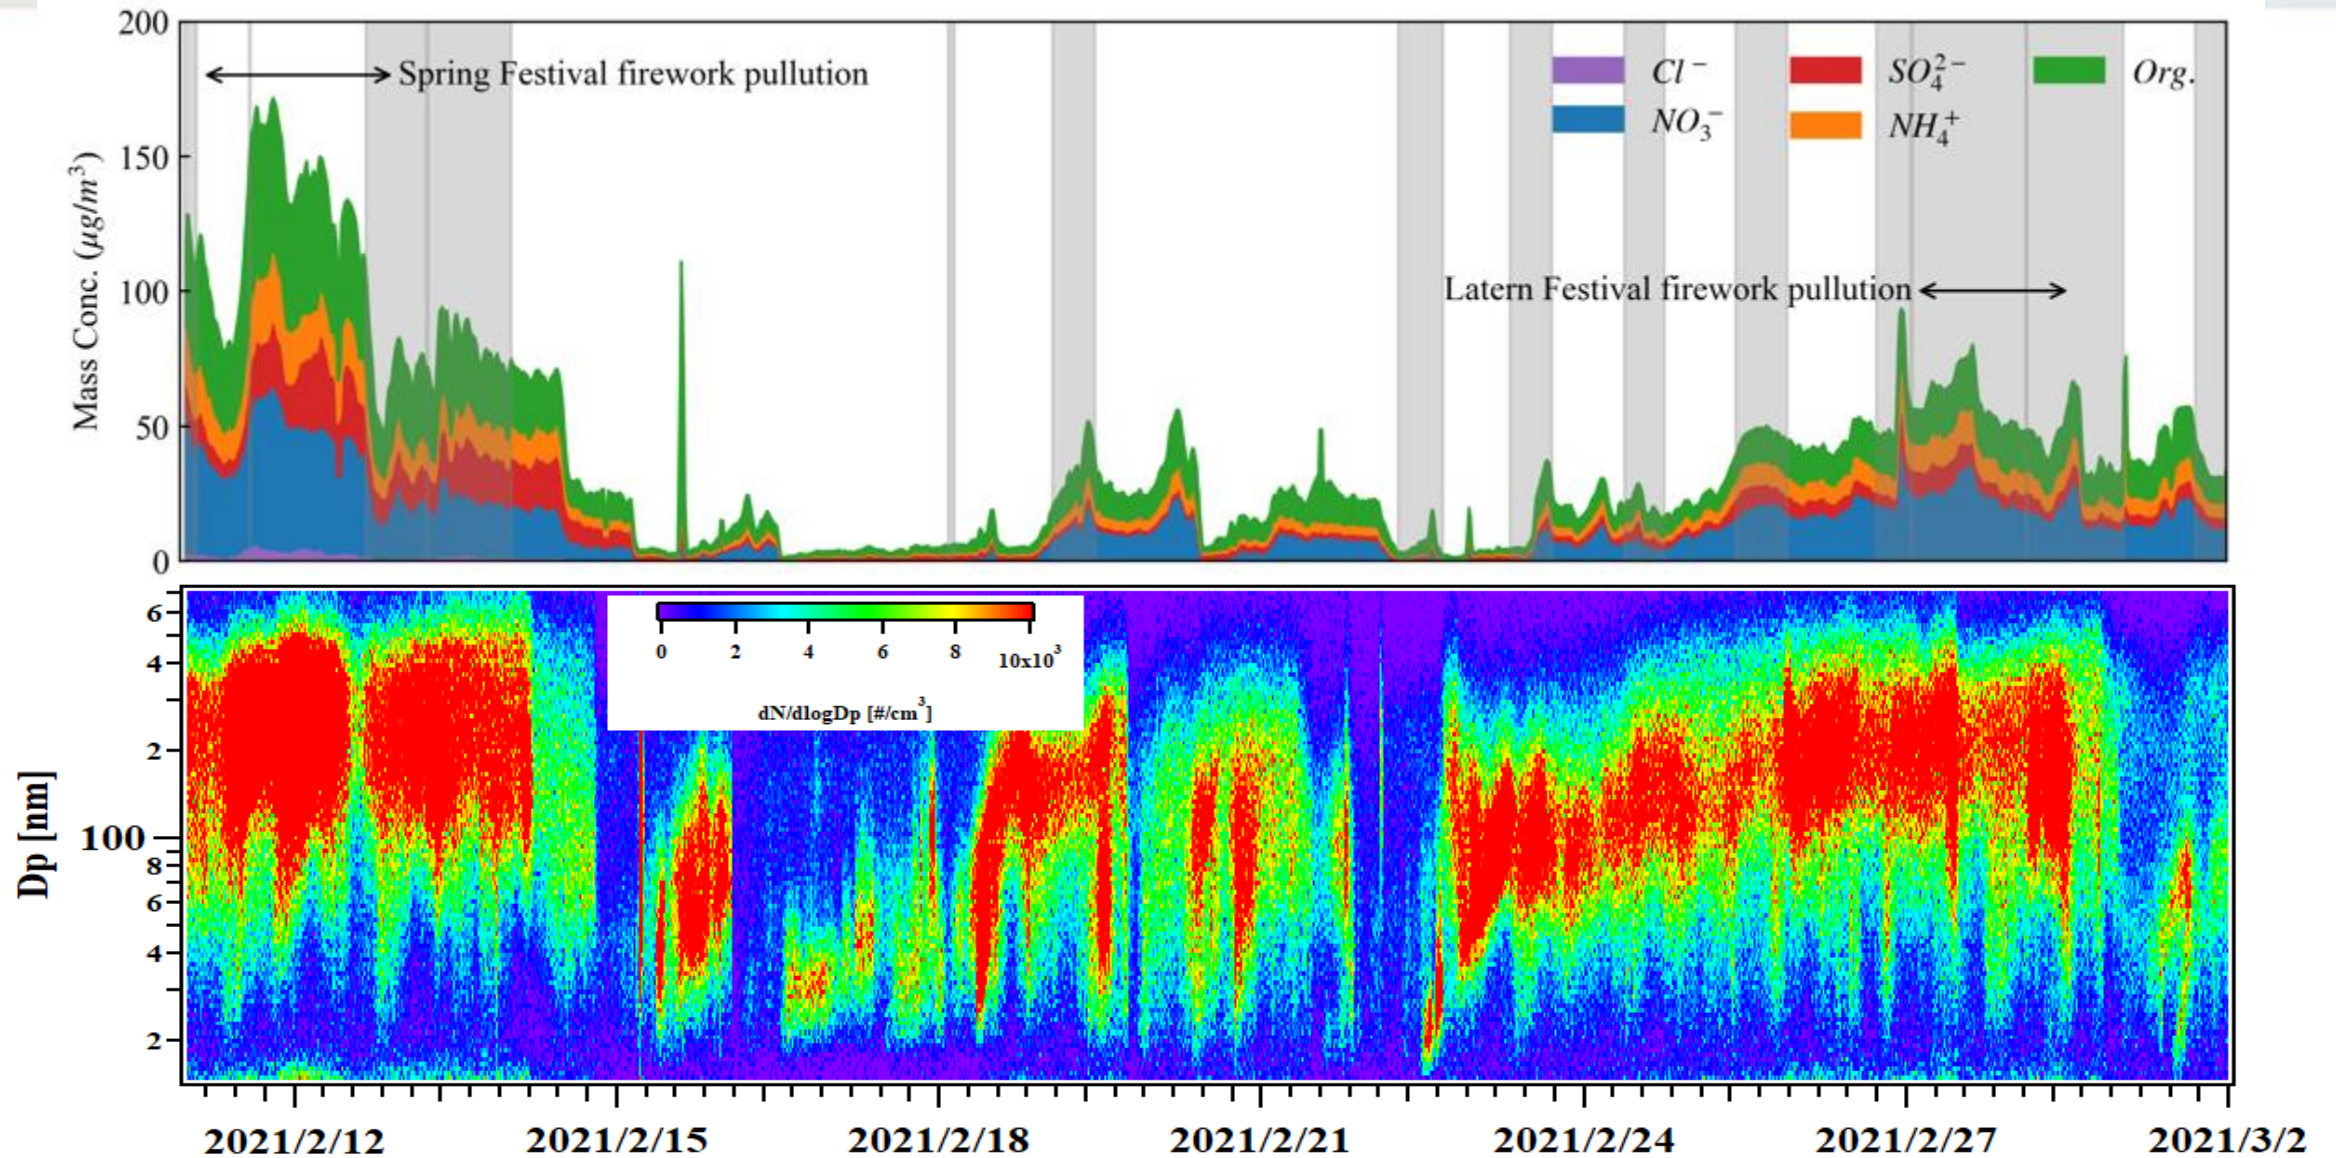 200
150
100
50
0
Mass Conc. (μg/m³)
Spring Festival firework pullution
Cl⁻
NO₃⁻
SO₄²⁻
NH₄⁺
Org.
Latern Festival firework pullution
6
4
2
100
8
6
4
2
Dp [nm]
0 2 4 6 8 10x10³
dN/dlogDp [#/cm³]
2021/2/12 2021/2/15 2021/2/18 2021/2/21 2021/2/24 2021/2/27 2021/3/2